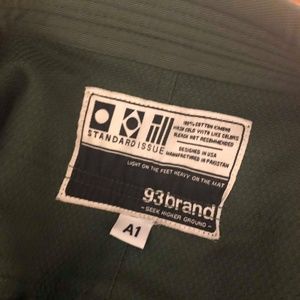 STANDARD ISSUE
100% COTTON KIMONO
WASH COLD WITH LIKE COLORS
BLEACH NOT RECOMMENDED
DESIGNED IN USA
MANUFACTURED IN PAKISTAN
LIGHT ON THE FEET HEAVY ON THE MAT
93brand
- SEEK HIGHER GROUND -
A1